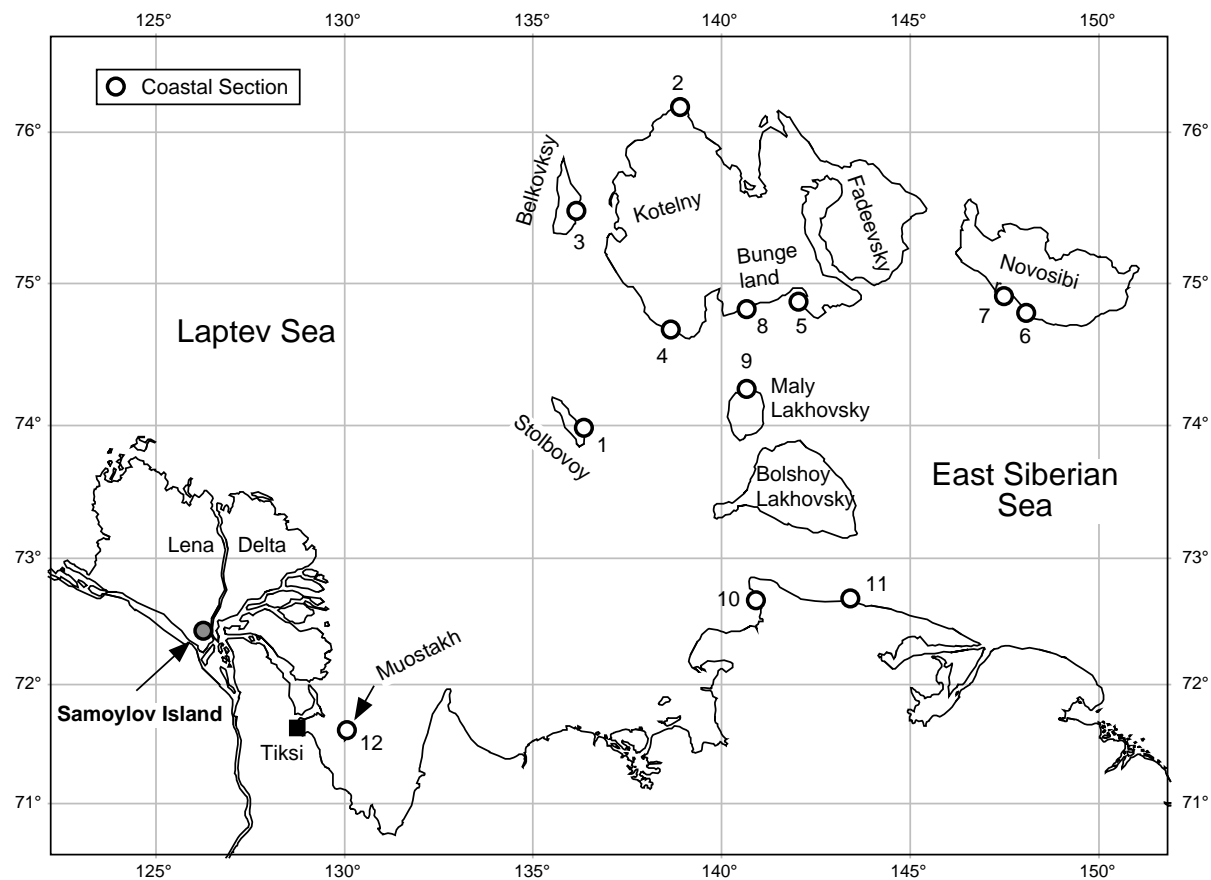 125° 130° 135° 140° 145° 150°
Coastal Section
2
76° 76°
Belkovksy
Kotelny
Fadeevsky
3
Bunge
land
Novosibi
75° 75°
7
6
8
5
4
Laptev Sea
9
Maly
Lakhovsky
74° 74°
Stolbovoy
1
Bolshoy
Lakhovsky
East Siberian
Sea
Lena Delta
73° 73°
10
11
Muostakh
72° 72°
Samoylov Island
12
Tiksi
71° 71°
125° 130° 135° 140° 145° 150°